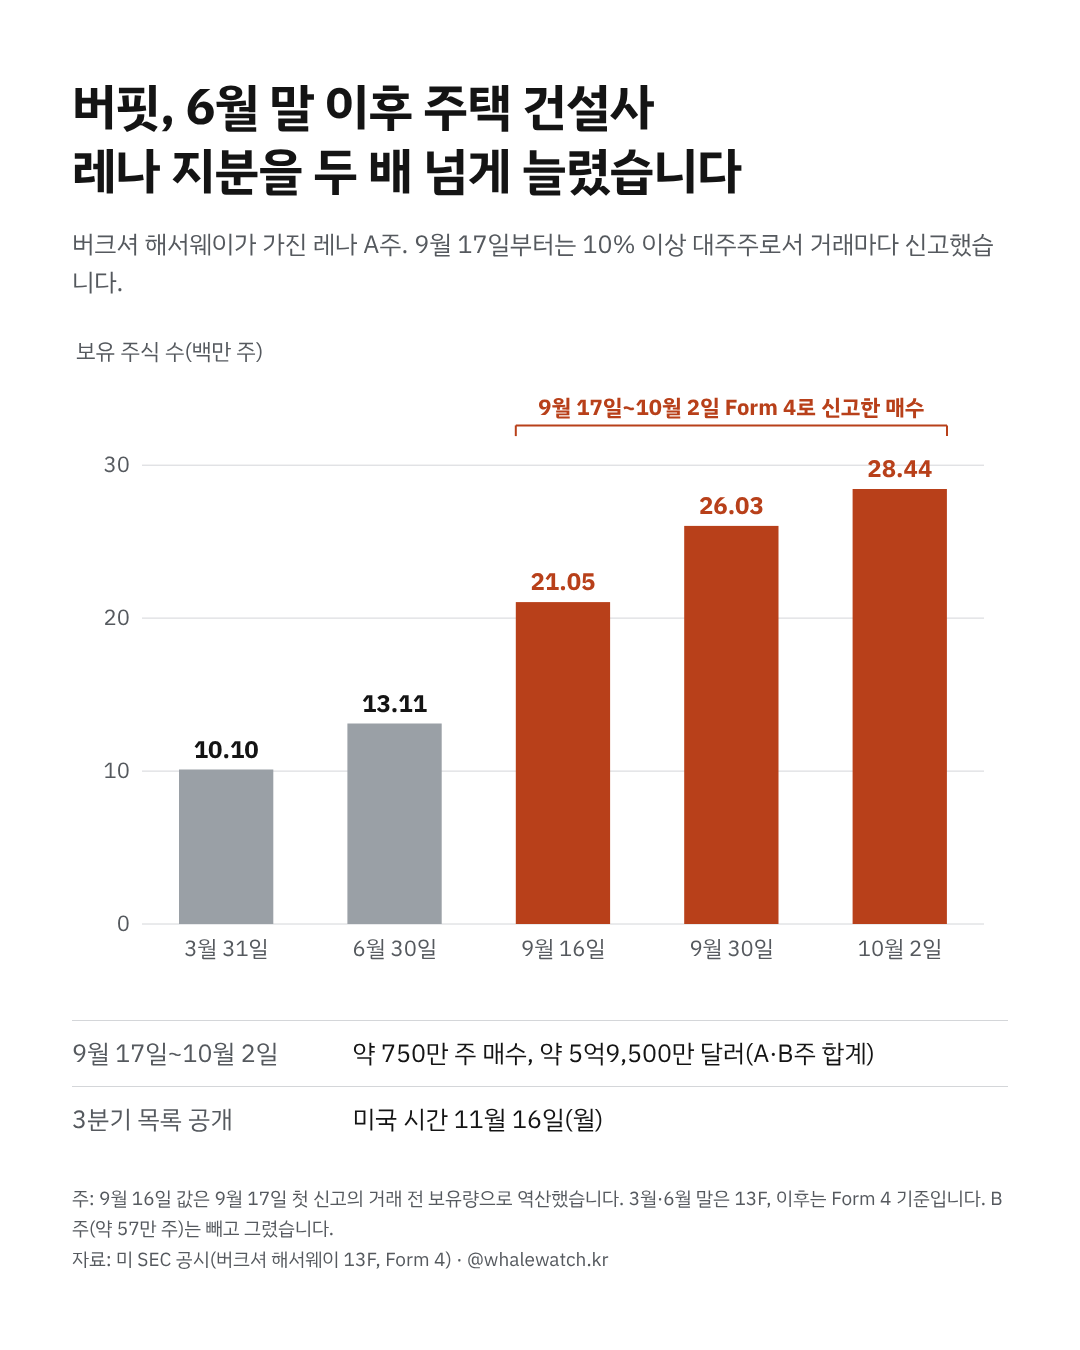 버핏, 6월 말 이후 주택 건설사
레나 지분을 두 배 넘게 늘렸습니다
버크셔 해서웨이가 가진 레나 A주. 9월 17일부터는 10% 이상 대주주로서 거래마다 신고했습
니다.
보유 주식 수(백만 주)
9월 17일~10월 2일 Form 4로 신고한 매수
30
28.44
26.03
21.05
20
13.11
10.10
10
0
3월 31일
6월 30일
9월 16일
9월 30일
10월 2일
9월 17일~10월 2일
약 750만 주 매수, 약 5억9,500만 달러(A·B주 합계)
3분기 목록 공개
미국 시간 11월 16일(월)
주: 9월 16일 값은 9월 17일 첫 신고의 거래 전 보유량으로 역산했습니다. 3월·6월 말은 13F, 이후는 Form 4 기준입니다. B
주(약 57만 주)는 빼고 그렸습니다.
자료: 미 SEC 공시(버크셔 해서웨이 13F, Form 4) · @whalewatch.kr